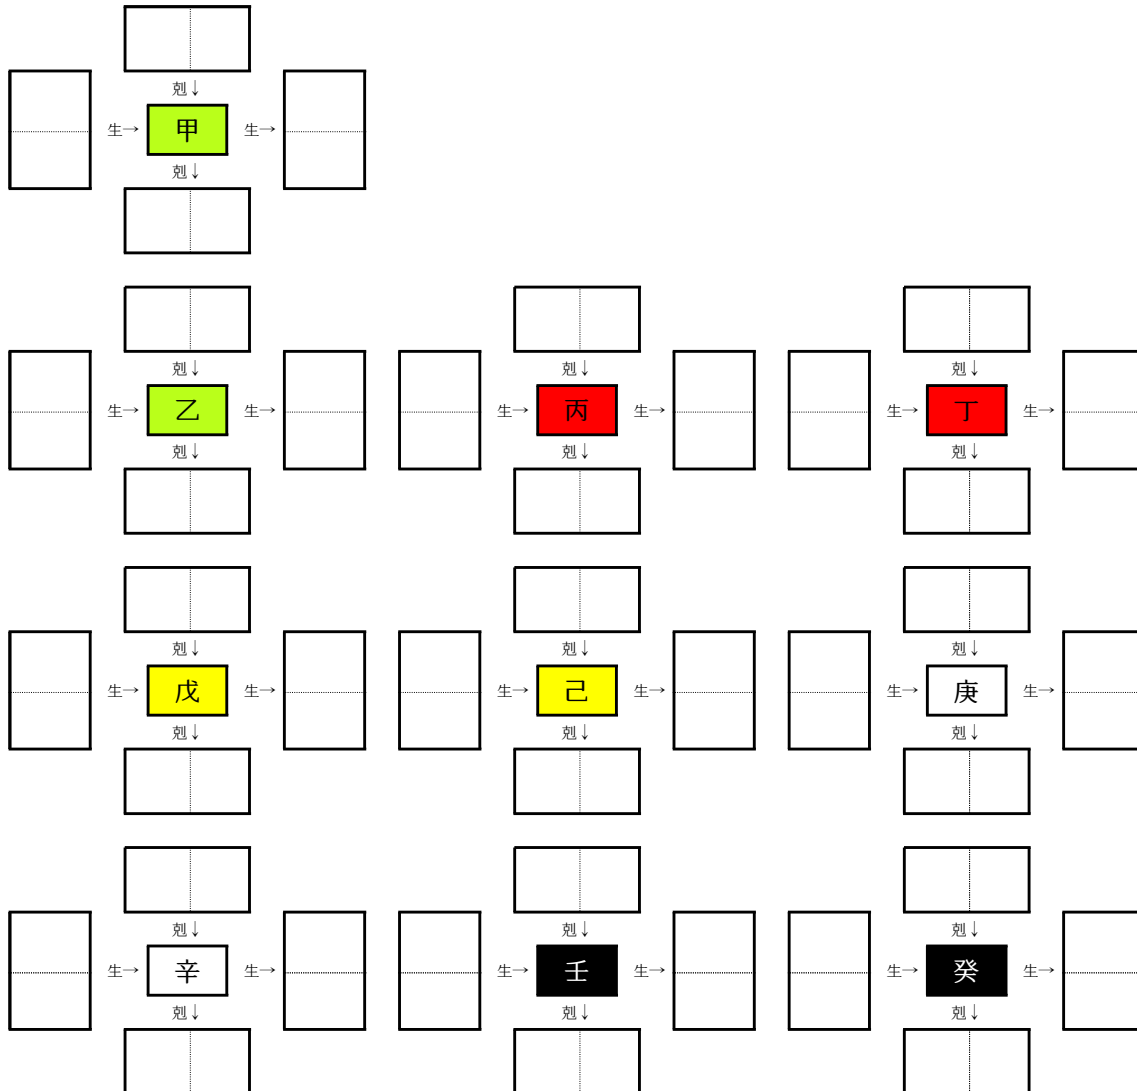 剋↓
生→ 甲 生→
剋↓
剋↓ 剋↓ 剋↓
生→ 乙 生→ 生→ 丙 生→ 生→ 丁 生→
剋↓ 剋↓ 剋↓
剋↓ 剋↓ 剋↓
生→ 戊 生→ 生→ 己 生→ 生→ 庚 生→
剋↓ 剋↓ 剋↓
剋↓ 剋↓ 剋↓
生→ 辛 生→ 生→ 壬 生→ 生→ 癸 生→
剋↓ 剋↓ 剋↓